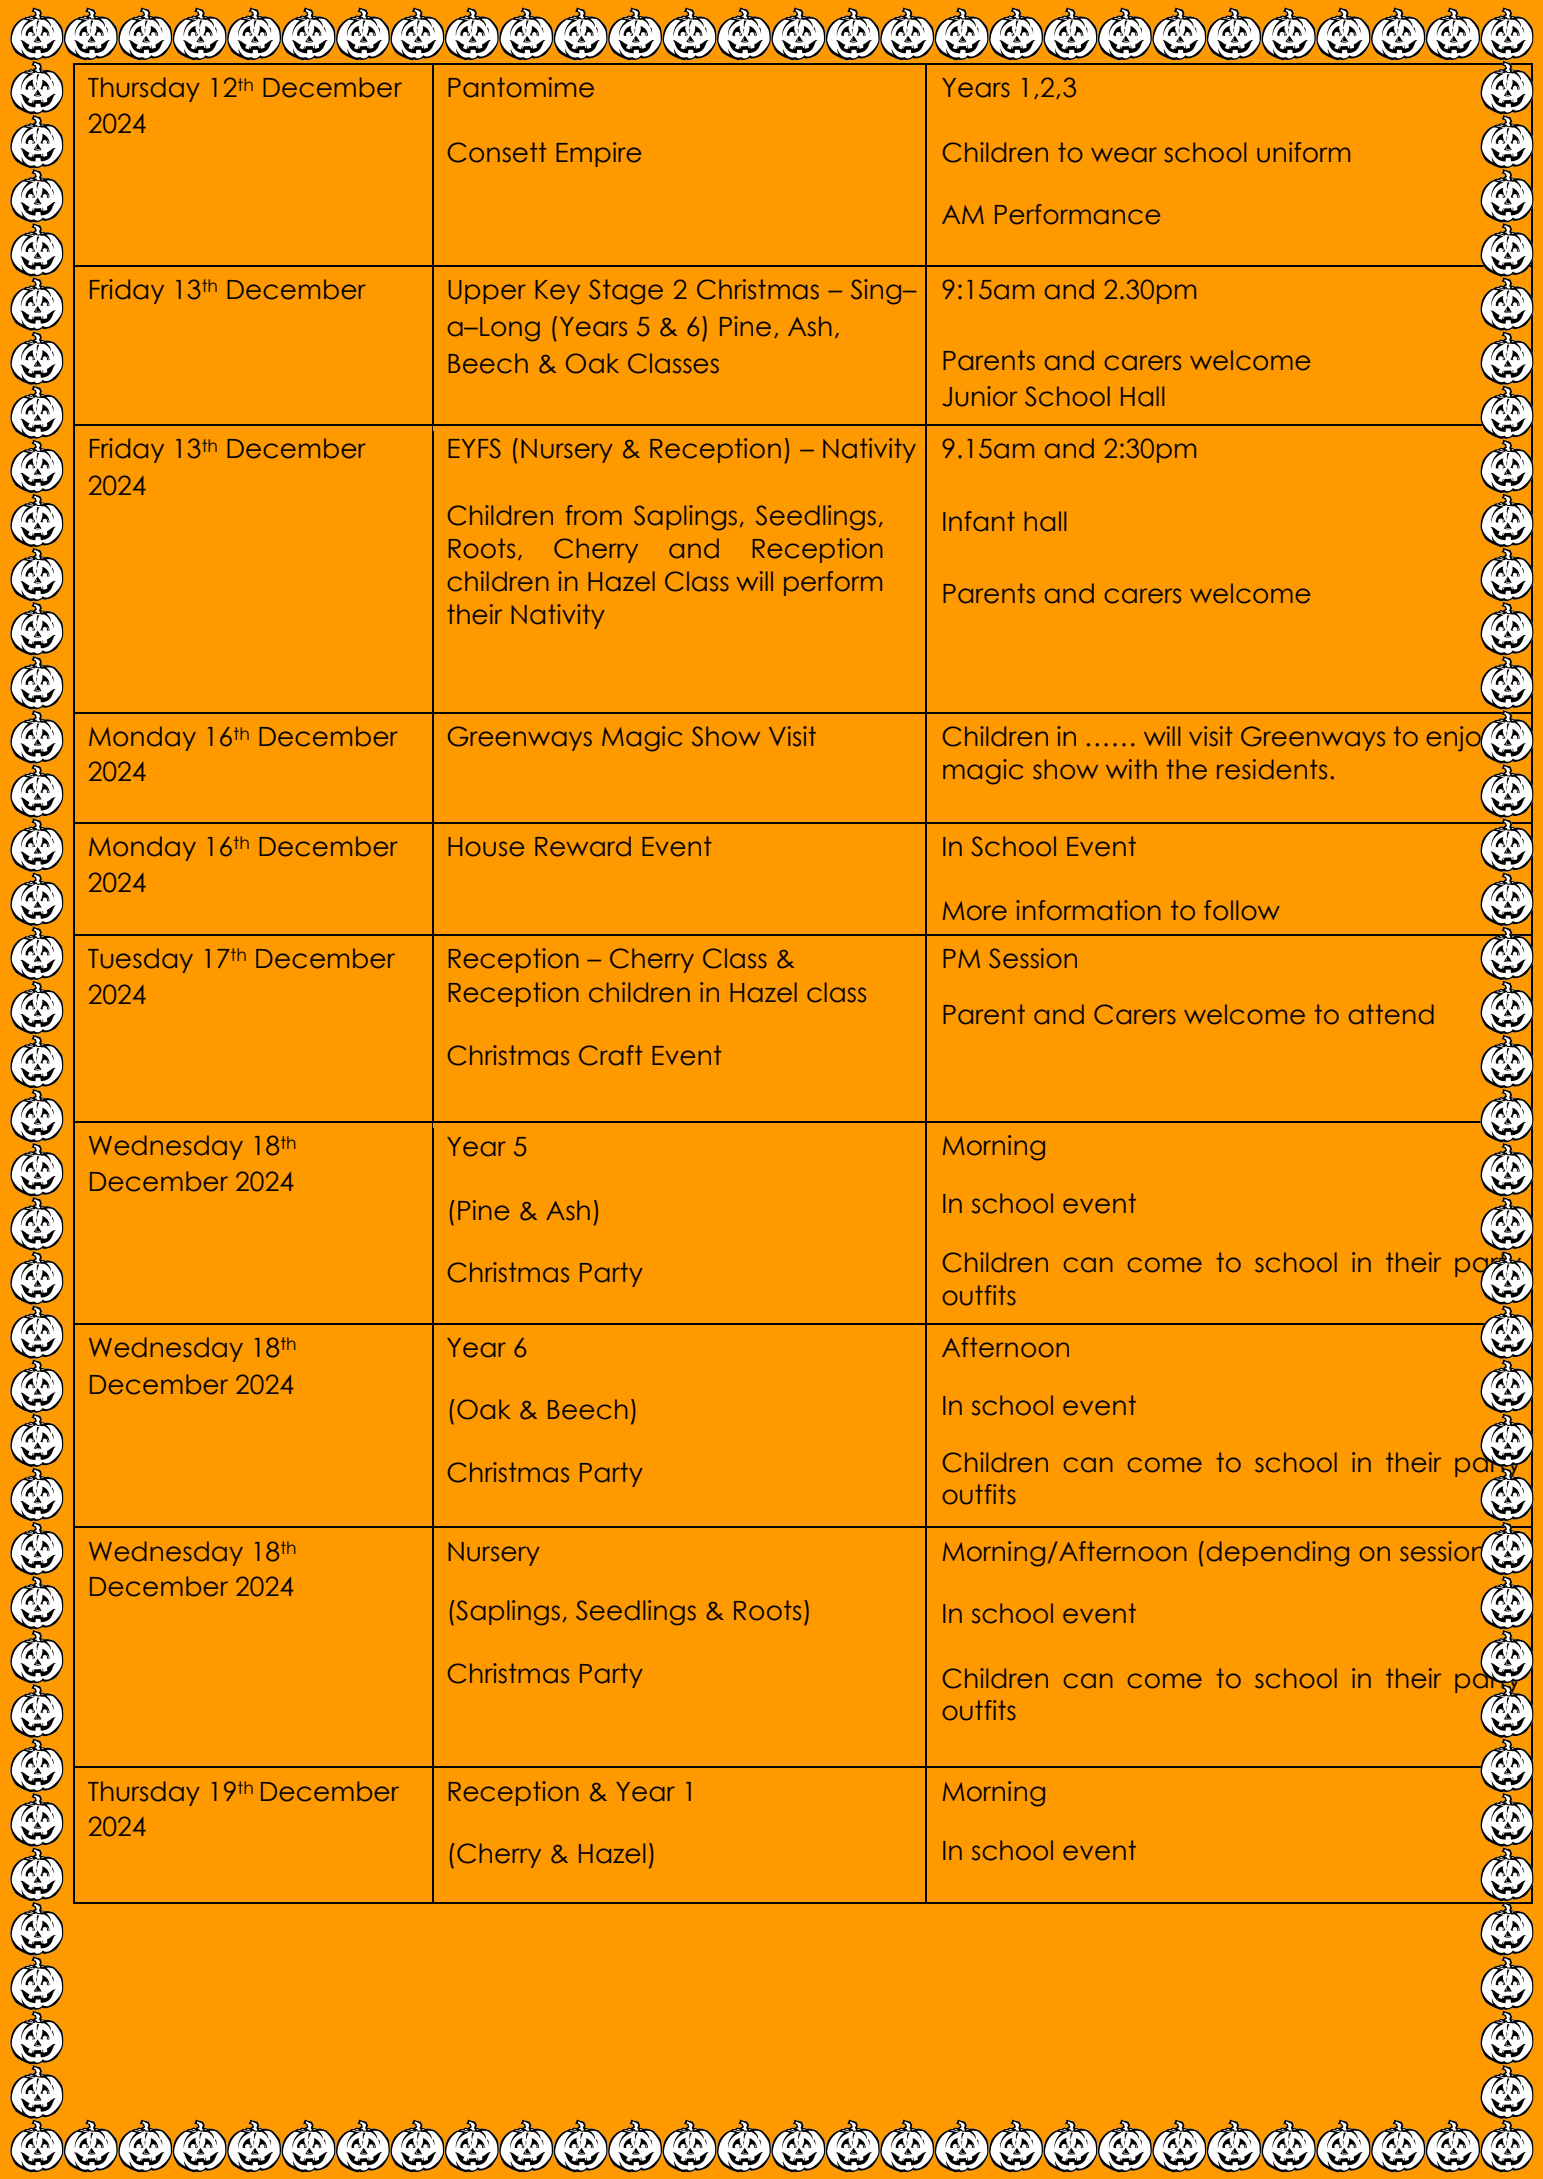 Thursday 12th December
2024
Pantomime
Consett Empire
Years 1,2,3
Children to wear school uniform
AM Performance
Friday 13th December
Upper Key Stage 2 Christmas – Sing–
a–Long (Years 5 & 6) Pine, Ash,
Beech & Oak Classes
9:15am and 2.30pm
Parents and carers welcome
Junior School Hall
Friday 13th December
2024
EYFS (Nursery & Reception) – Nativity
Children from Saplings, Seedlings,
Roots, Cherry and Reception
children in Hazel Class will perform
their Nativity
9.15am and 2:30pm
Infant hall
Parents and carers welcome
Monday 16th December
2024
Greenways Magic Show Visit
Children in …… will visit Greenways to
magic show with the residents.
Monday 16th December
2024
House Reward Event
In School Event
More information to follow
Tuesday 17th December
2024
Reception – Cherry Class &
Reception children in Hazel class
Christmas Craft Event
PM Session
Parent and Carers welcome to attend
Wednesday 18th
December 2024
Year 5
(Pine & Ash)
Christmas Party
Morning
In school event
Children can come to school in their party
outfits
Wednesday 18th
December 2024
Year 6
(Oak & Beech)
Christmas Party
Afternoon
In school event
Children can come to school in their party
outfits
Wednesday 18th
December 2024
Nursery
(Saplings, Seedlings & Roots)
Christmas Party
Morning/Afternoon (depending on session
In school event
Children can come to school in their party
outfits
Thursday 19th December
2024
Reception & Year 1
(Cherry & Hazel)
Morning
In school event